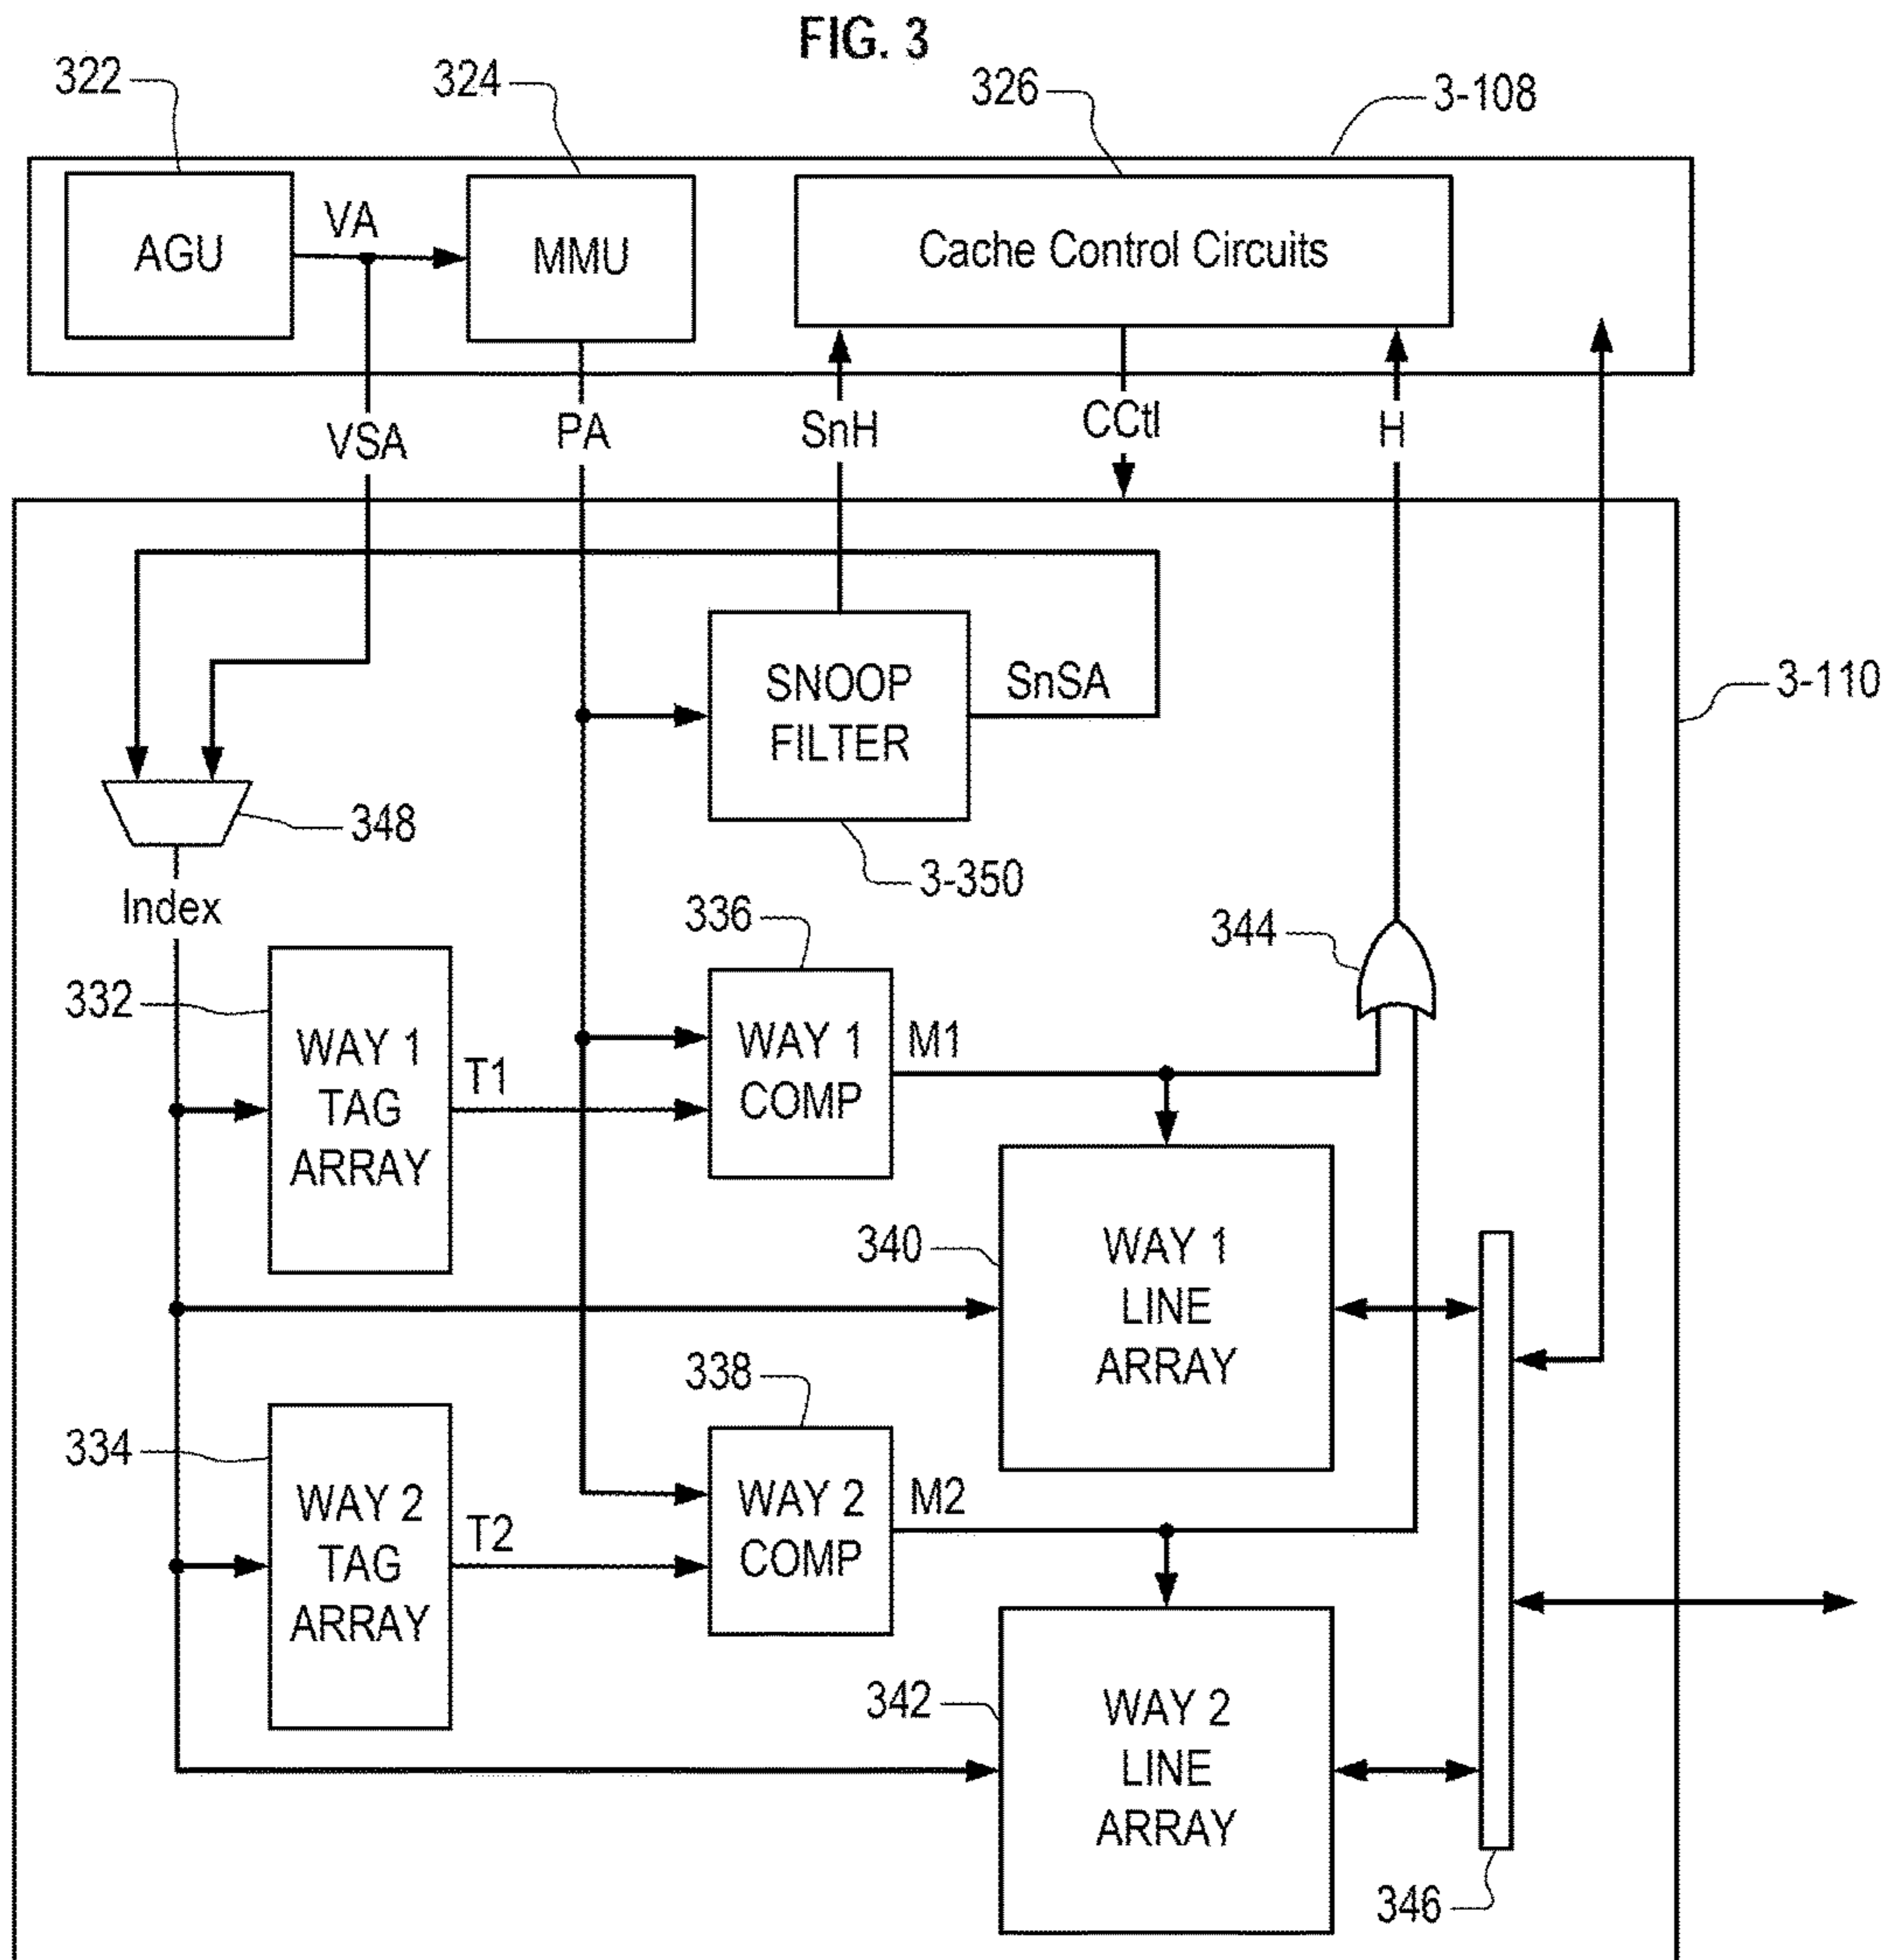 FIG. 3
322
324
326
3-108
AGU
VA
MMU
Cache Control Circuits
VSA
PA
SnH
CCtl
H
SNOOP
FILTER
SnSA
3-110
348
3-350
Index
336
344
332
WAY 1
TAG
ARRAY
T1
WAY 1
COMP
M1
340
WAY 1
LINE
ARRAY
338
334
WAY 2
TAG
ARRAY
T2
WAY 2
COMP
M2
342
WAY 2
LINE
ARRAY
346